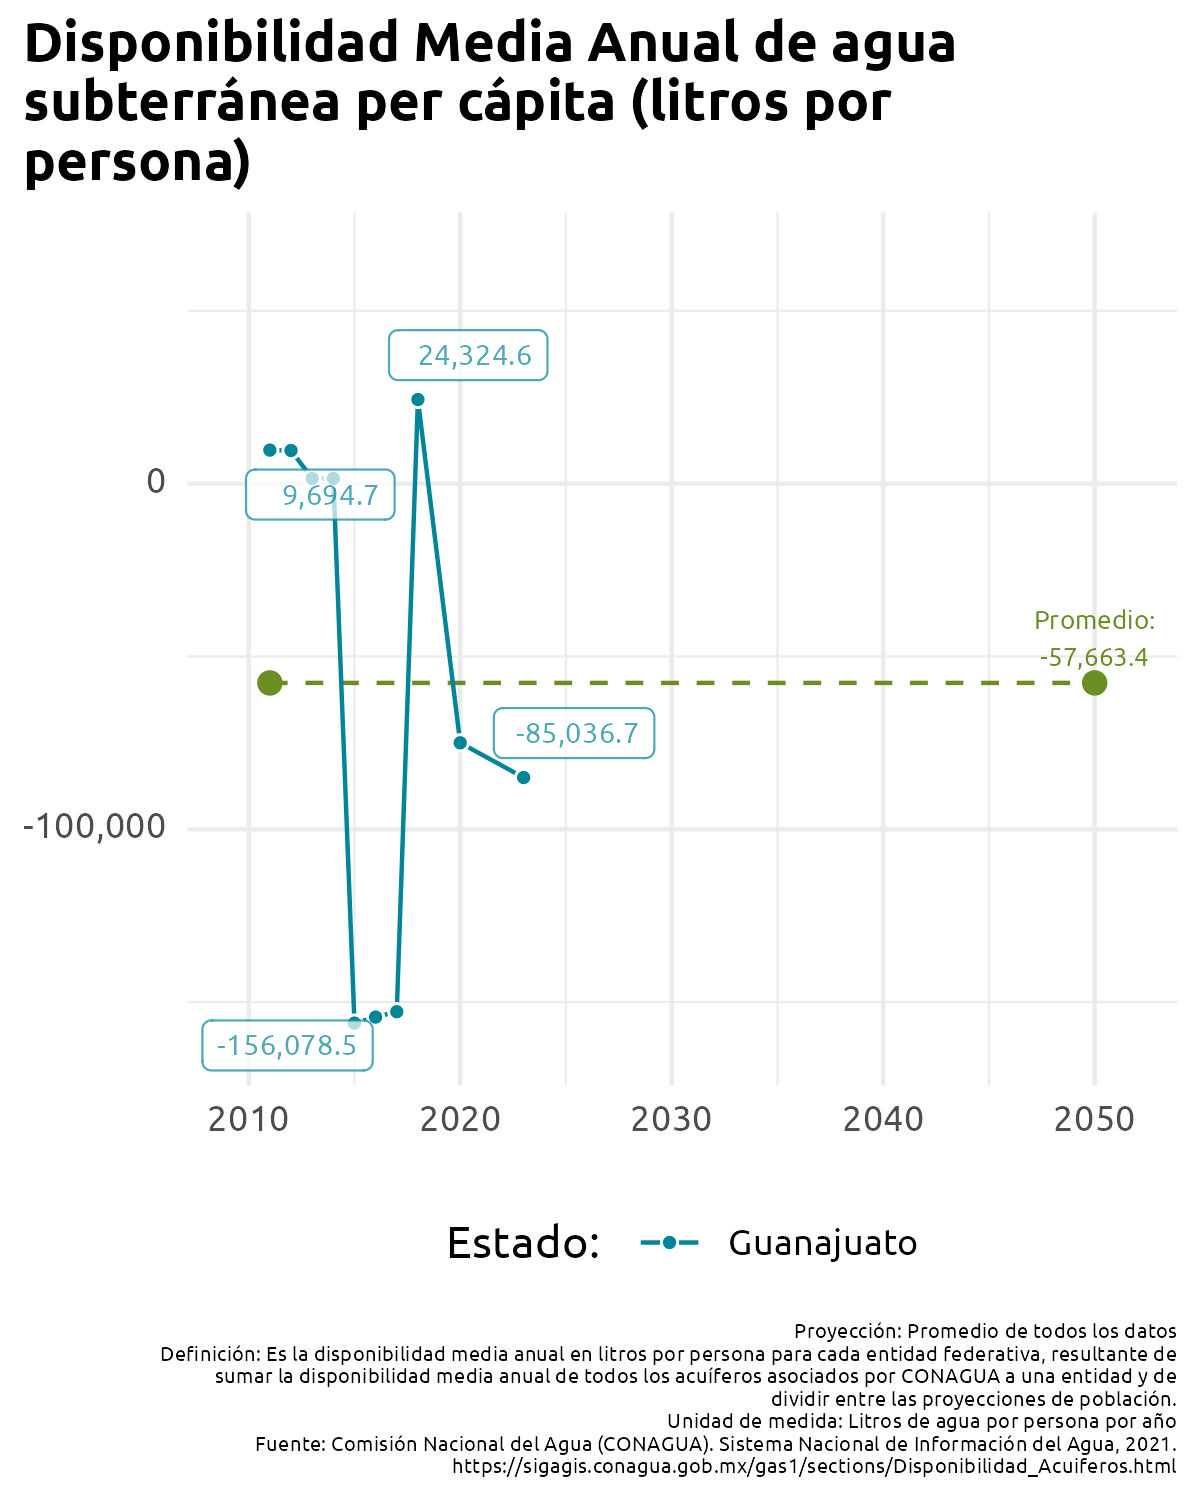 Disponibilidad Media Anual de agua
subterránea per cápita (litros por
persona)
24,324.6
0
9,694.7
Promedio:
-57,663.4
-85,036.7
-100,000
-156,078.5
2010 2020 2030 2040 2050
Estado: Guanajuato
Proyección: Promedio de todos los datos
Definición: Es la disponibilidad media anual en litros por persona para cada entidad federativa, resultante de
sumar la disponibilidad media anual de todos los acuíferos asociados por CONAGUA a una entidad y de
dividir entre las proyecciones de población.
Unidad de medida: Litros de agua por persona por año
Fuente: Comisión Nacional del Agua (CONAGUA). Sistema Nacional de Información del Agua, 2021.
https://sigagis.conagua.gob.mx/gas1/sections/Disponibilidad_Acuiferos.html